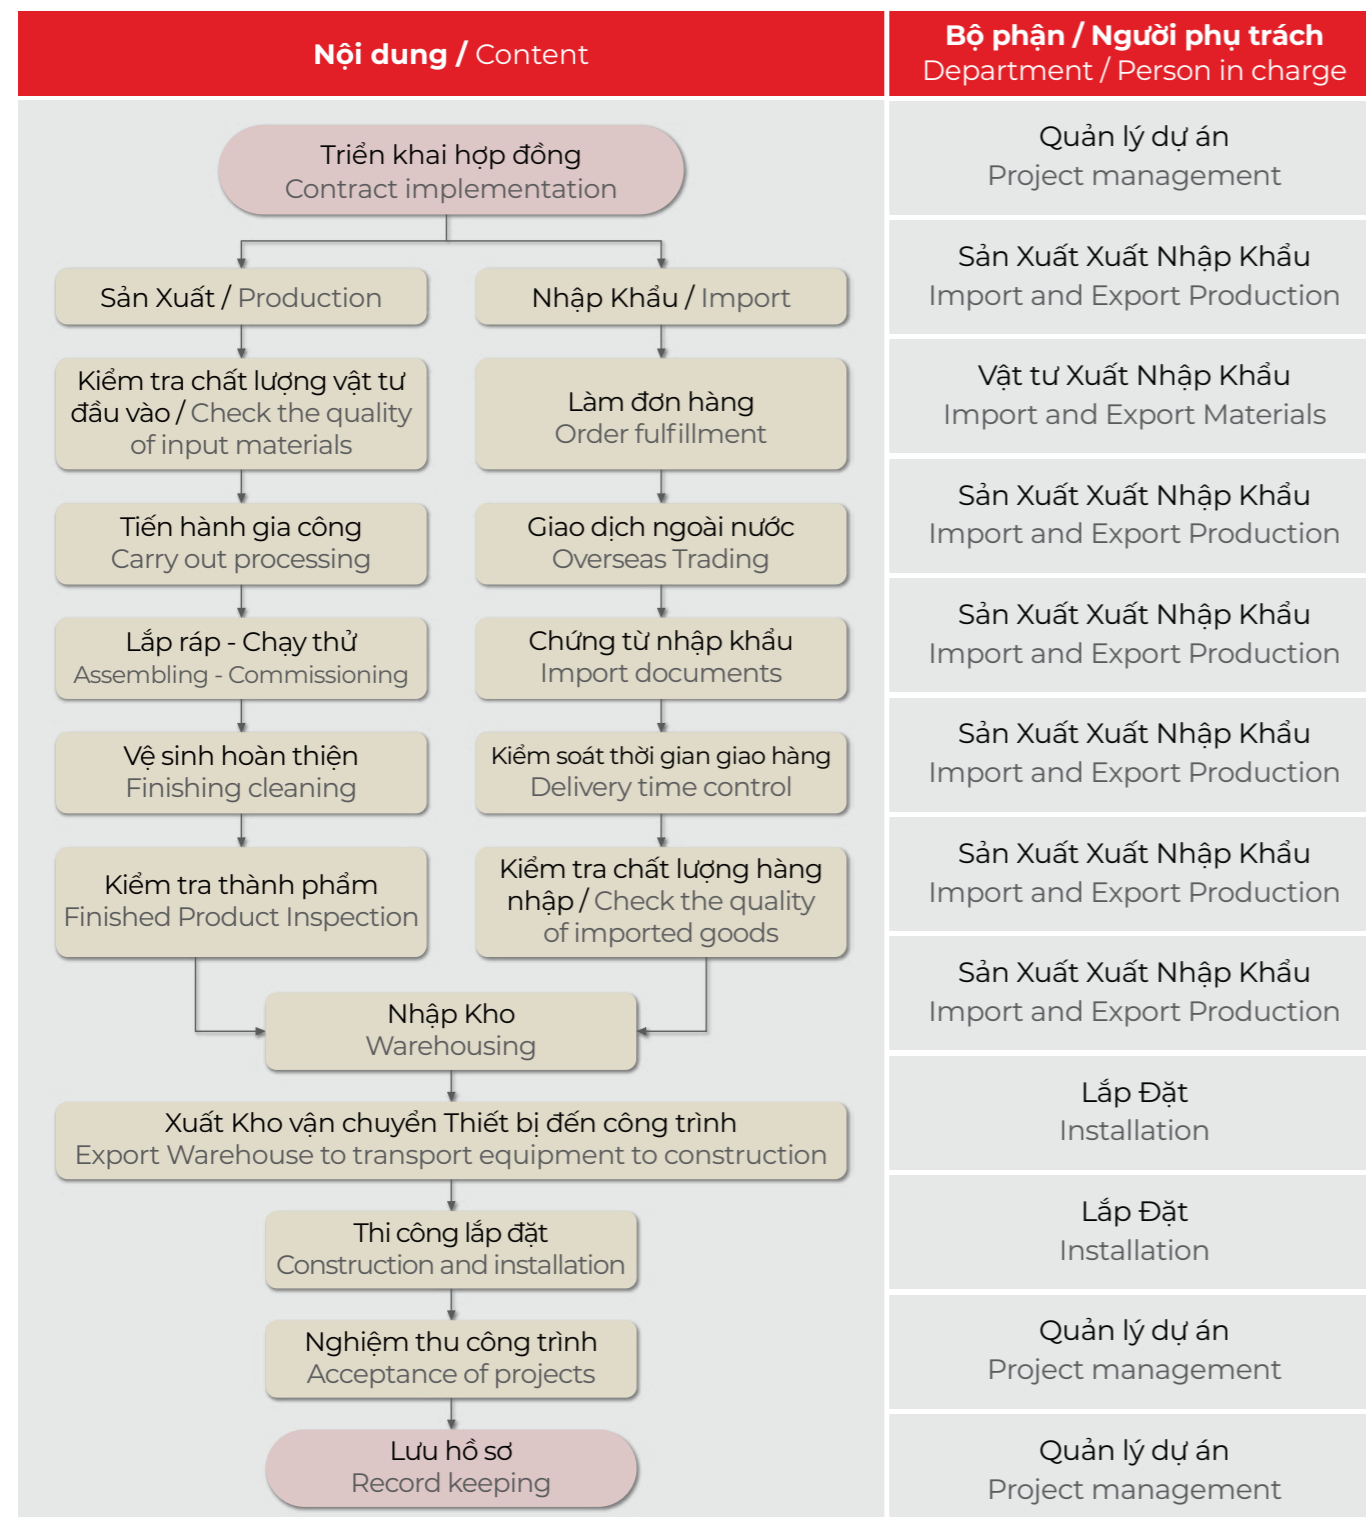 Nội dung / Content
Bộ phận / Người phụ trách
Department / Person in charge
Triển khai hợp đồng
Contract implementation
Quản lý dự án
Project management
Sản Xuất / Production
Nhập Khẩu / Import
Sản Xuất Xuất Nhập Khẩu
Import and Export Production
Kiểm tra chất lượng vật tư
đầu vào / Check the quality
of input materials
Làm đơn hàng
Order fulfillment
Vật tư Xuất Nhập Khẩu
Import and Export Materials
Tiến hành gia công
Carry out processing
Giao dịch ngoài nước
Overseas Trading
Sản Xuất Xuất Nhập Khẩu
Import and Export Production
Lắp ráp - Chạy thử
Assembling - Commissioning
Chứng từ nhập khẩu
Import documents
Sản Xuất Xuất Nhập Khẩu
Import and Export Production
Vệ sinh hoàn thiện
Finishing cleaning
Kiểm soát thời gian giao hàng
Delivery time control
Sản Xuất Xuất Nhập Khẩu
Import and Export Production
Kiểm tra thành phẩm
Finished Product Inspection
Kiểm tra chất lượng hàng
nhập / Check the quality
of imported goods
Sản Xuất Xuất Nhập Khẩu
Import and Export Production
Nhập Kho
Warehousing
Sản Xuất Xuất Nhập Khẩu
Import and Export Production
Xuất Kho vận chuyển Thiết bị đến công trình
Export Warehouse to transport equipment to construction
Lắp Đặt
Installation
Thi công lắp đặt
Construction and installation
Lắp Đặt
Installation
Nghiệm thu công trình
Acceptance of projects
Quản lý dự án
Project management
Lưu hồ sơ
Record keeping
Quản lý dự án
Project management